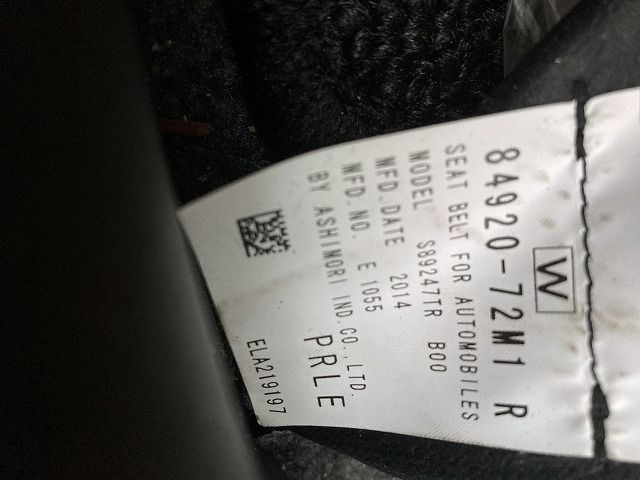 W
84920-72M1 R
SEAT BELT FOR AUTOMOBILES
MODEL S89247TR B00
MFD.DATE 2014
MFD.NO. E 1055
BY ASHIMORI IND.CO.,LTD.
PRLE
ELA219197